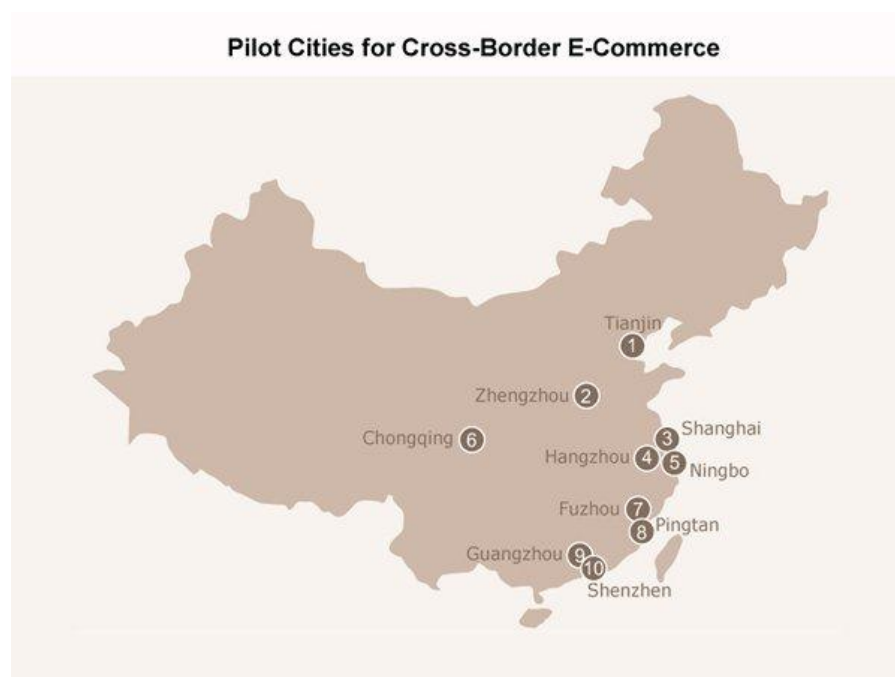 Pilot Cities for Cross-Border E-Commerce
Tianjin
1
Zhengzhou 2
Chongqing 6
3 Shanghai
Hangzhou 4
5 Ningbo
Fuzhou 7
8 Pingtan
Guangzhou 9
10
Shenzhen